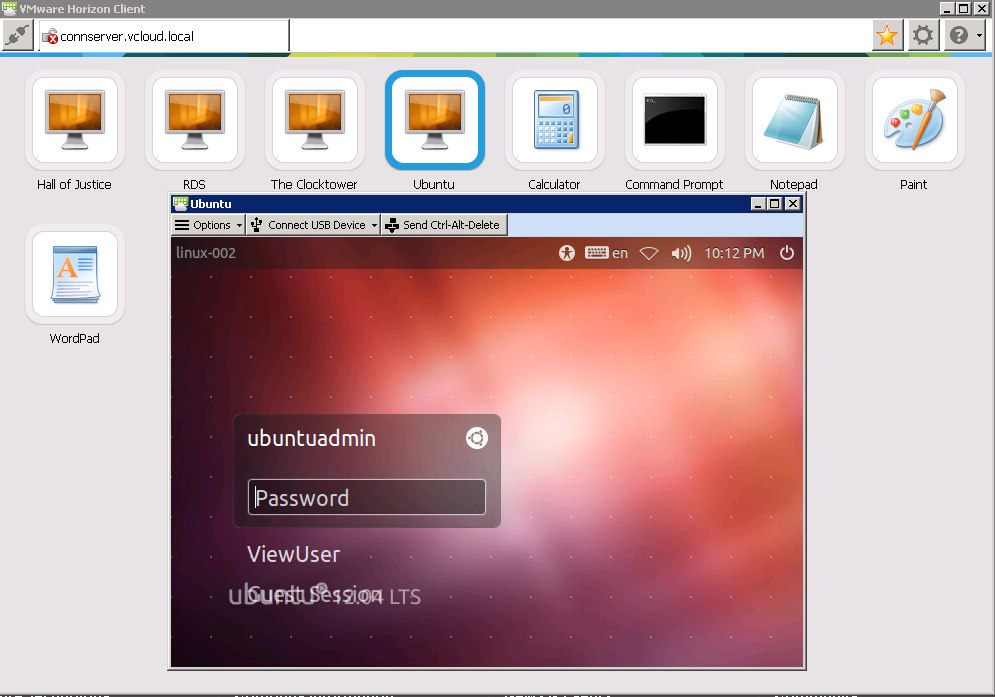 VMware Horizon Client
connserver.vcloud.local
Hall of Justice
RDS
The Clocktower
Ubuntu
Calculator
Command Prompt
Notepad
Paint
WordPad
Ubuntu
Options
Connect USB Device
Send Ctrl-Alt-Delete
linux-002
en
10:12 PM
ubuntuadmin
Password
ViewUser
Guest Session
ubuntu® 12.04 LTS